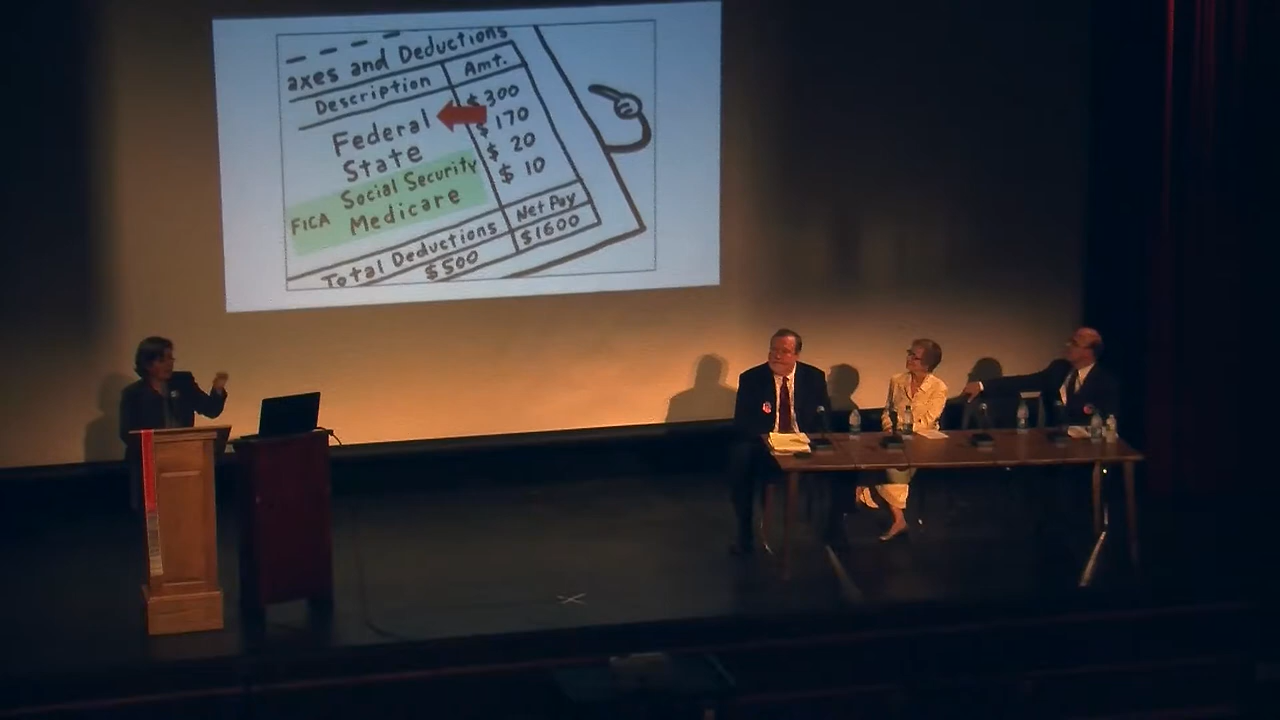 axes and Deductions
Description Amt.
Federal $300
State $170
FICA Social Security $ 20
Medicare $ 10
Total Deductions Net Pay
$500 $1600